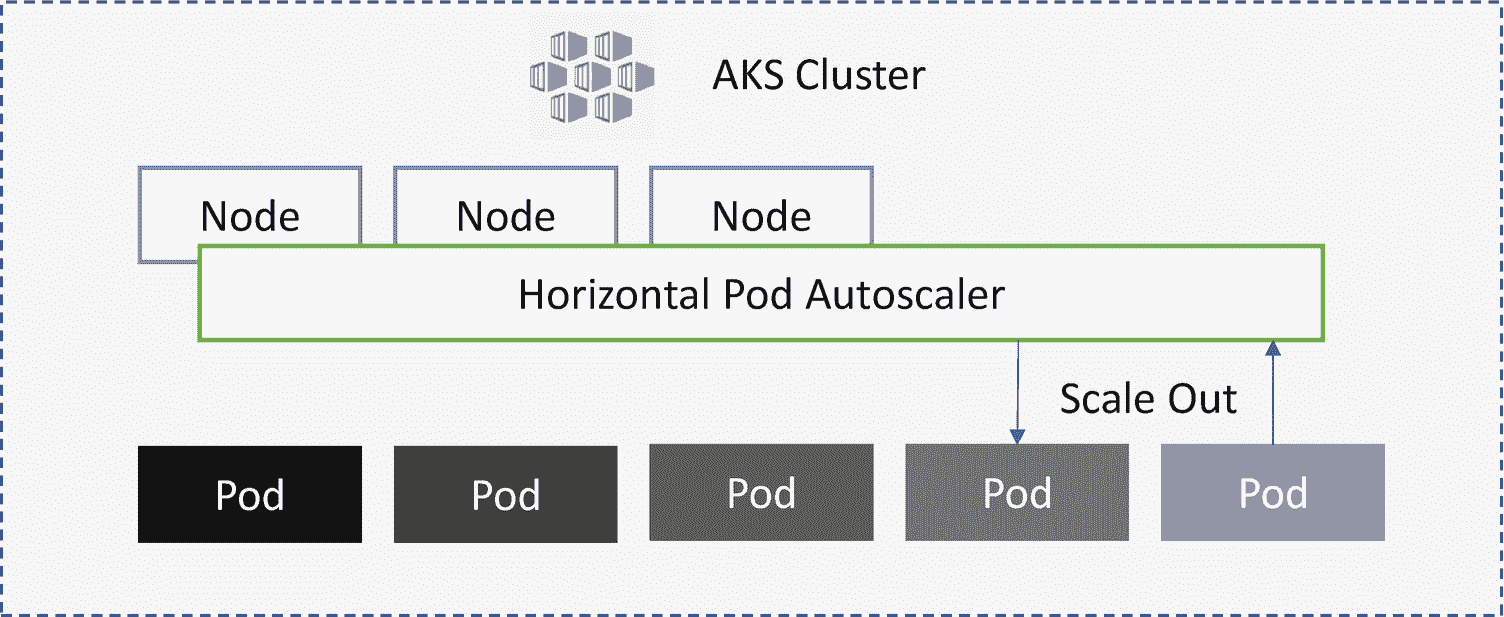 AKS Cluster
Node Node Node
Horizontal Pod Autoscaler
Scale Out
Pod Pod Pod Pod Pod